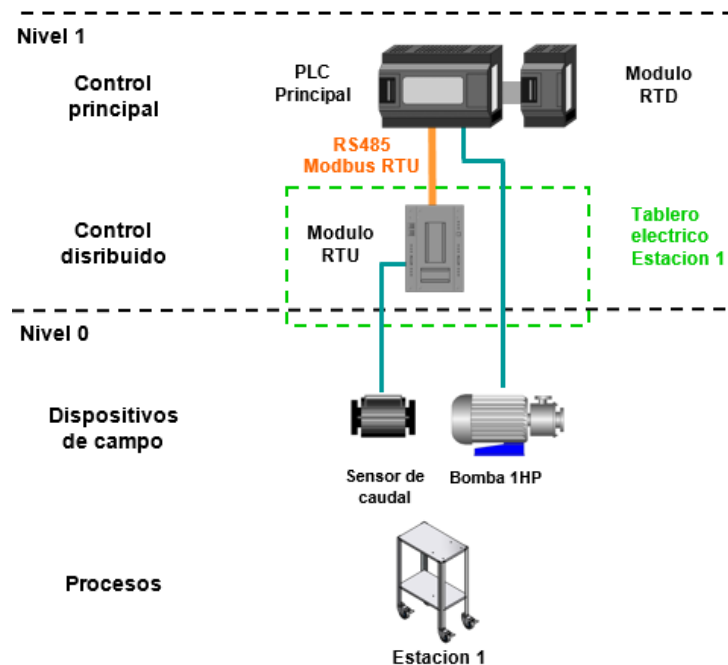 Nivel 1
Control
principal
PLC
Principal
Modulo
RTD
RS485
Modbus RTU
Control
disribuido
Modulo
RTU
Tablero
electrico
Estacion 1
Nivel 0
Dispositivos
de campo
Sensor de
caudal
Bomba 1HP
Procesos
Estacion 1